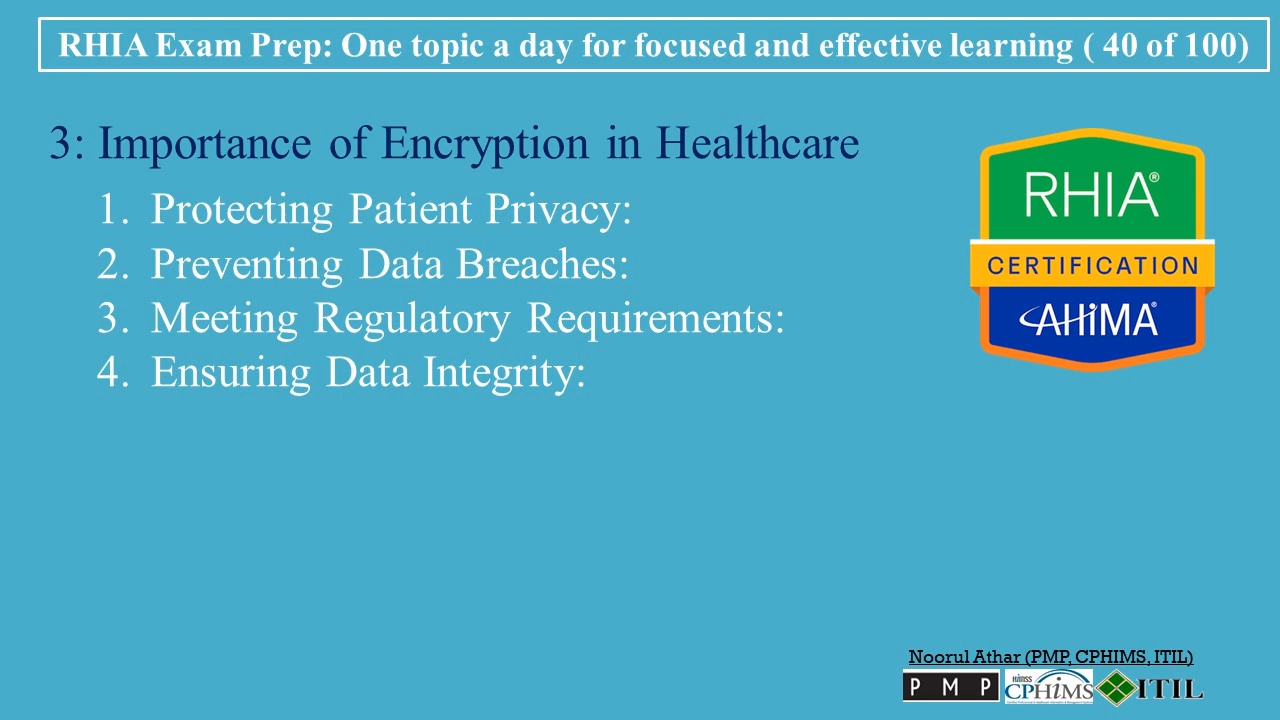 RHIA Exam Prep: One topic a day for focused and effective learning ( 40 of 100)
3: Importance of Encryption in Healthcare
1. Protecting Patient Privacy:
2. Preventing Data Breaches:
3. Meeting Regulatory Requirements:
4. Ensuring Data Integrity:
RHIA®
CERTIFICATION
AHiMA®
Noorul Athar (PMP, CPHIMS, ITIL)
PMP
HiMSS
CPHiMS
ITIL